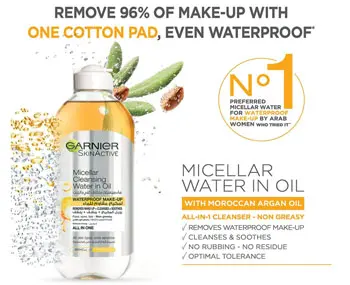 REMOVE 96% OF MAKE-UP WITH
ONE COTTON PAD, EVEN WATERPROOF*
Nº1
PREFERRED
MICELLAR WATER
FOR WATERPROOF
MAKE-UP BY ARAB
WOMEN WHO TRIED IT**
GARNIER
SKINACTIVE
Micellar
Cleansing
Water in Oil
WATERPROOF MAKE-UP
ALL IN ONE
MICELLAR
WATER IN OIL
WITH MOROCCAN ARGAN OIL
ALL-IN-1 CLEANSER - NON GREASY
✓ REMOVES WATERPROOF MAKE-UP
✓ CLEANSES & SOOTHES
✓ NO RUBBING - NO RESIDUE
✓ OPTIMAL TOLERANCE